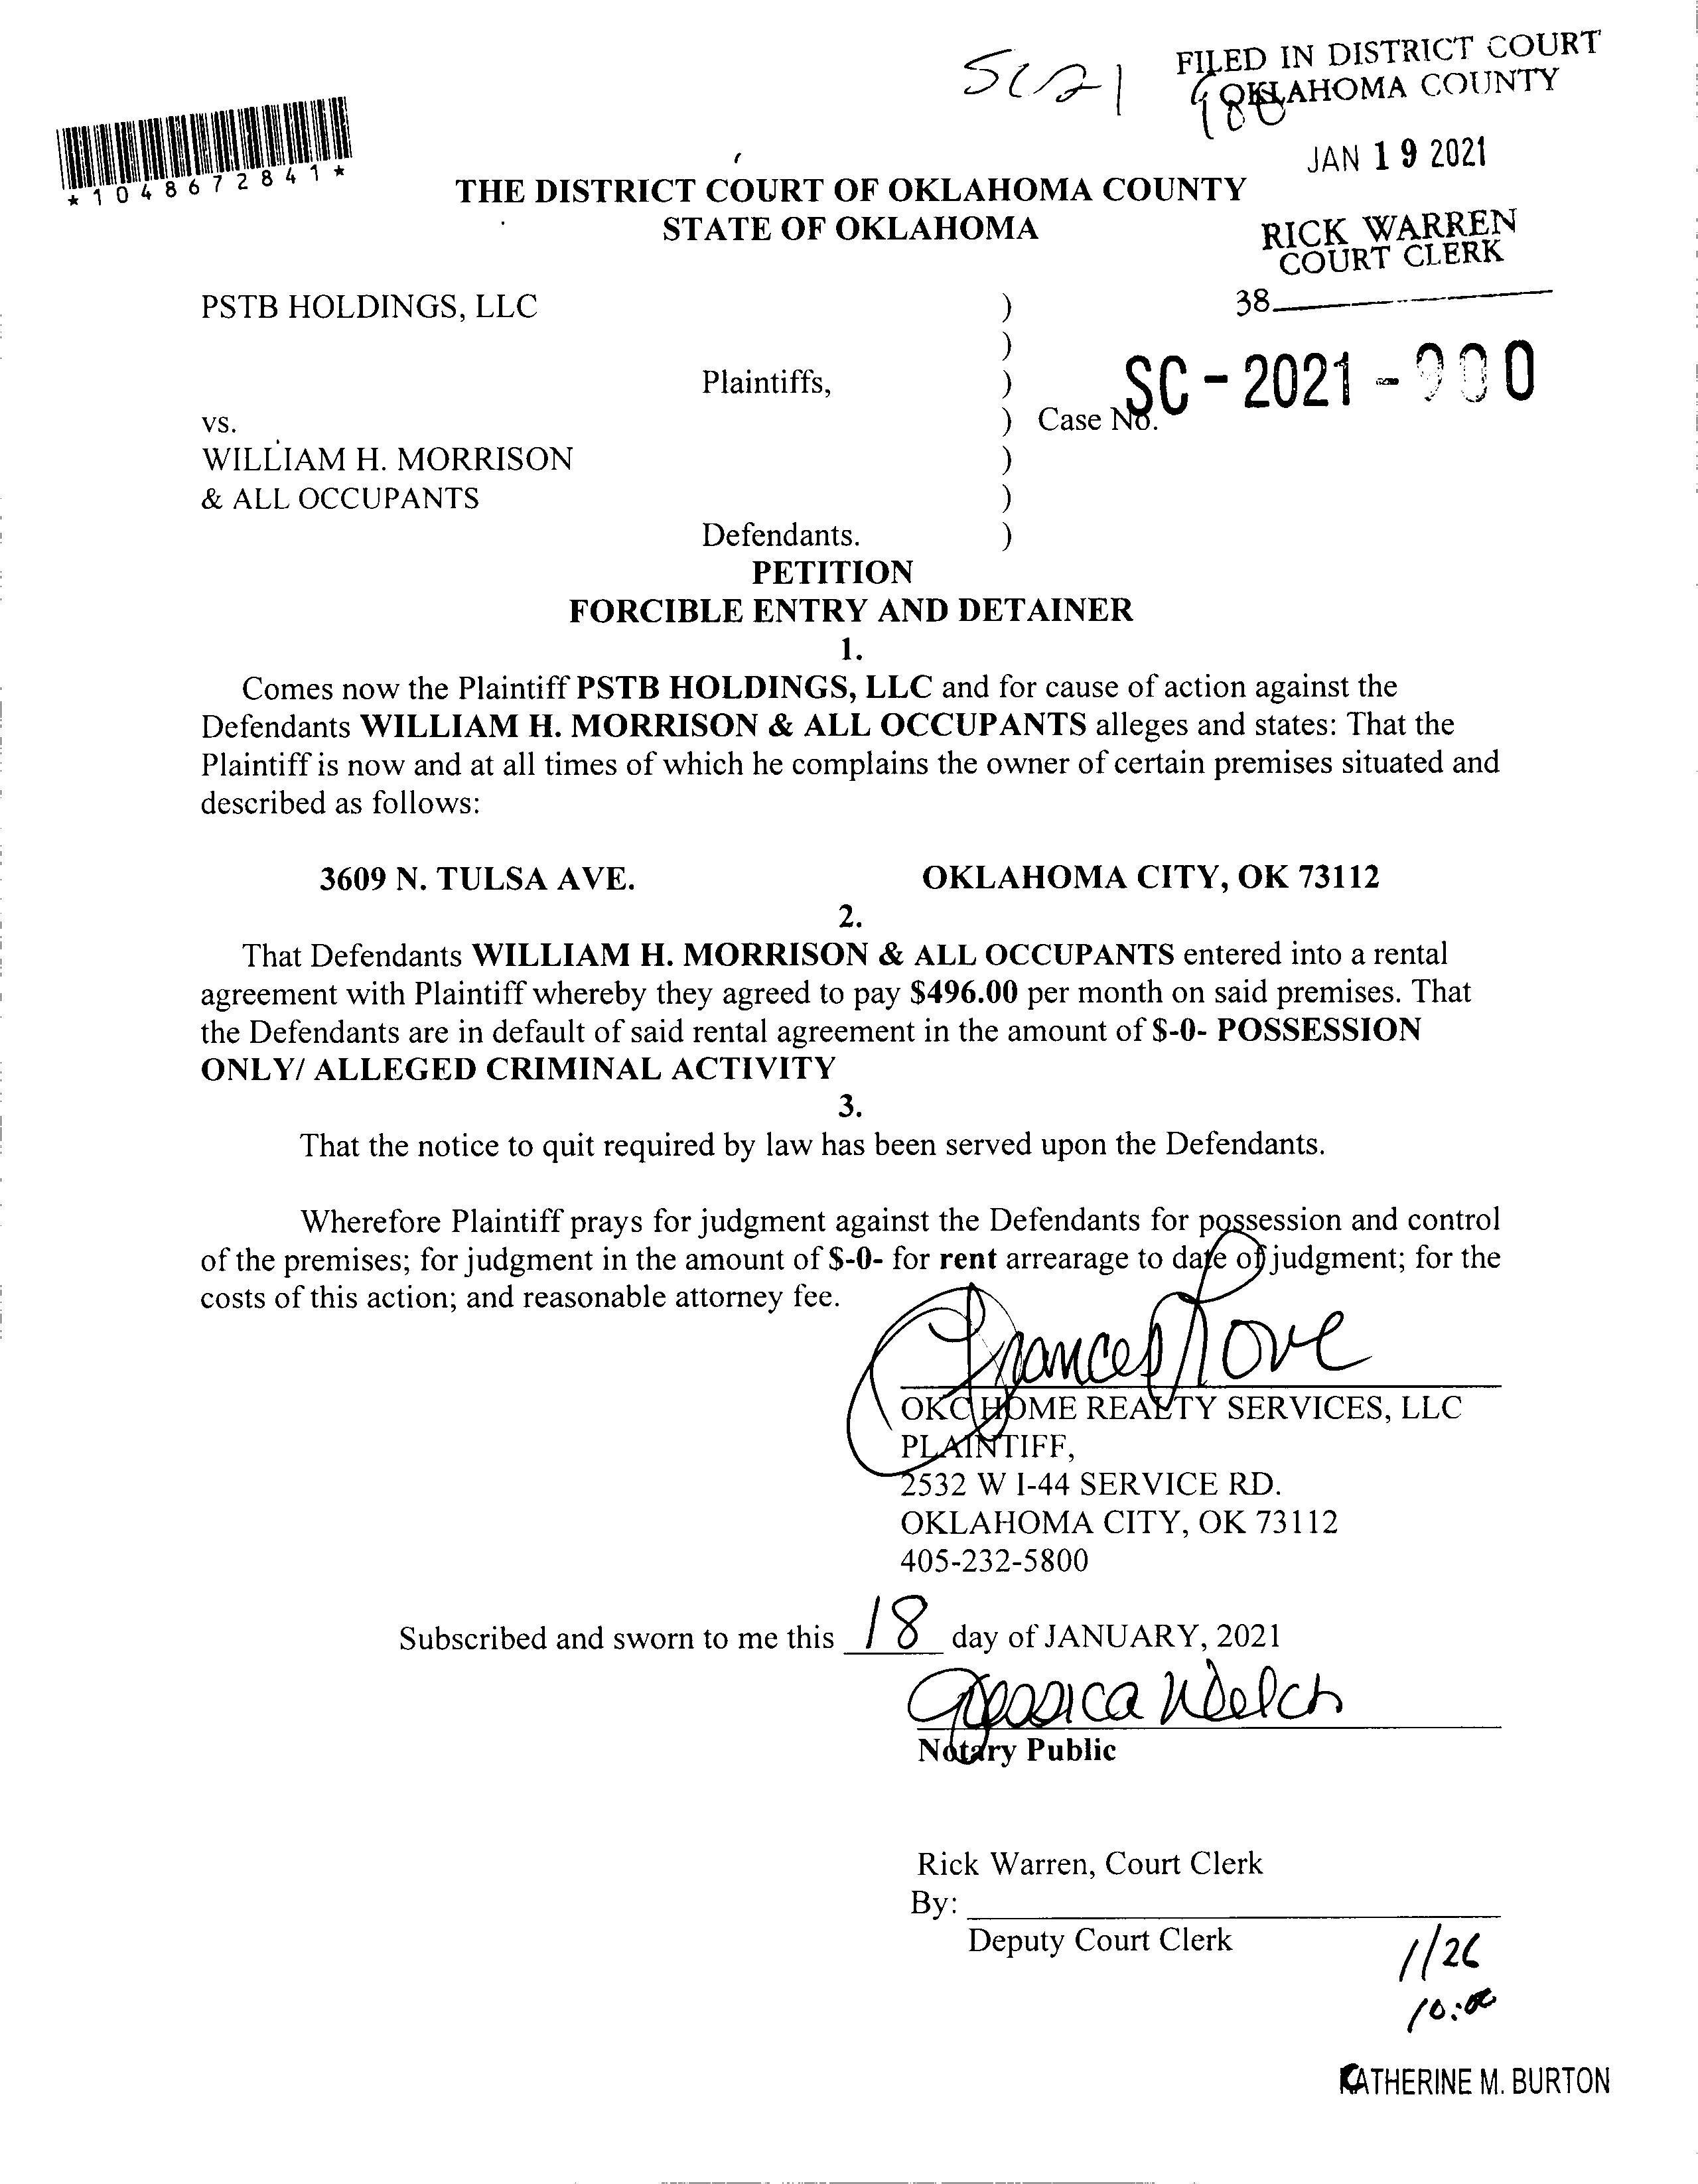 SC21
FILED IN DISTRICT COURT
OKLAHOMA COUNTY
JAN 19 2021
*1048672841*
THE DISTRICT COURT OF OKLAHOMA COUNTY
STATE OF OKLAHOMA
RICK WARREN
COURT CLERK
38
PSTB HOLDINGS, LLC )
)
Plaintiffs, )
SC - 2021 -
vs. ) Case No.
WILLIAM H. MORRISON )
& ALL OCCUPANTS )
Defendants. )
PETITION
FORCIBLE ENTRY AND DETAINER
1.
Comes now the Plaintiff PSTB HOLDINGS, LLC and for cause of action against the
Defendants WILLIAM H. MORRISON & ALL OCCUPANTS alleges and states: That the
Plaintiff is now and at all times of which he complains the owner of certain premises situated and
described as follows:
3609 N. TULSA AVE. OKLAHOMA CITY, OK 73112
2.
That Defendants WILLIAM H. MORRISON & ALL OCCUPANTS entered into a rental
agreement with Plaintiff whereby they agreed to pay $496.00 per month on said premises. That
the Defendants are in default of said rental agreement in the amount of $-0- POSSESSION
ONLY/ ALLEGED CRIMINAL ACTIVITY
3.
That the notice to quit required by law has been served upon the Defendants.
Wherefore Plaintiff prays for judgment against the Defendants for possession and control
of the premises; for judgment in the amount of $-0- for rent arrearage to date of judgment; for the
costs of this action; and reasonable attorney fee.
Frances Love
OKC HOME REALTY SERVICES, LLC
PLAINTIFF,
2532 W I-44 SERVICE RD.
OKLAHOMA CITY, OK 73112
405-232-5800
Subscribed and sworn to me this 18 day of JANUARY, 2021
Jessica Welch
Notary Public
Rick Warren, Court Clerk
By:
Deputy Court Clerk
1/26
10:00
KATHERINE M. BURTON